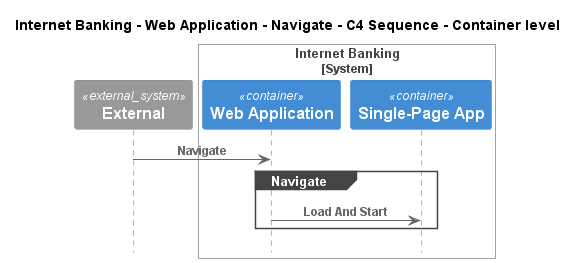 Internet Banking - Web Application - Navigate - C4 Sequence - Container level
Internet Banking
[System]
«external_system»
External
«container»
Web Application
«container»
Single-Page App
Navigate
Navigate
Load And Start